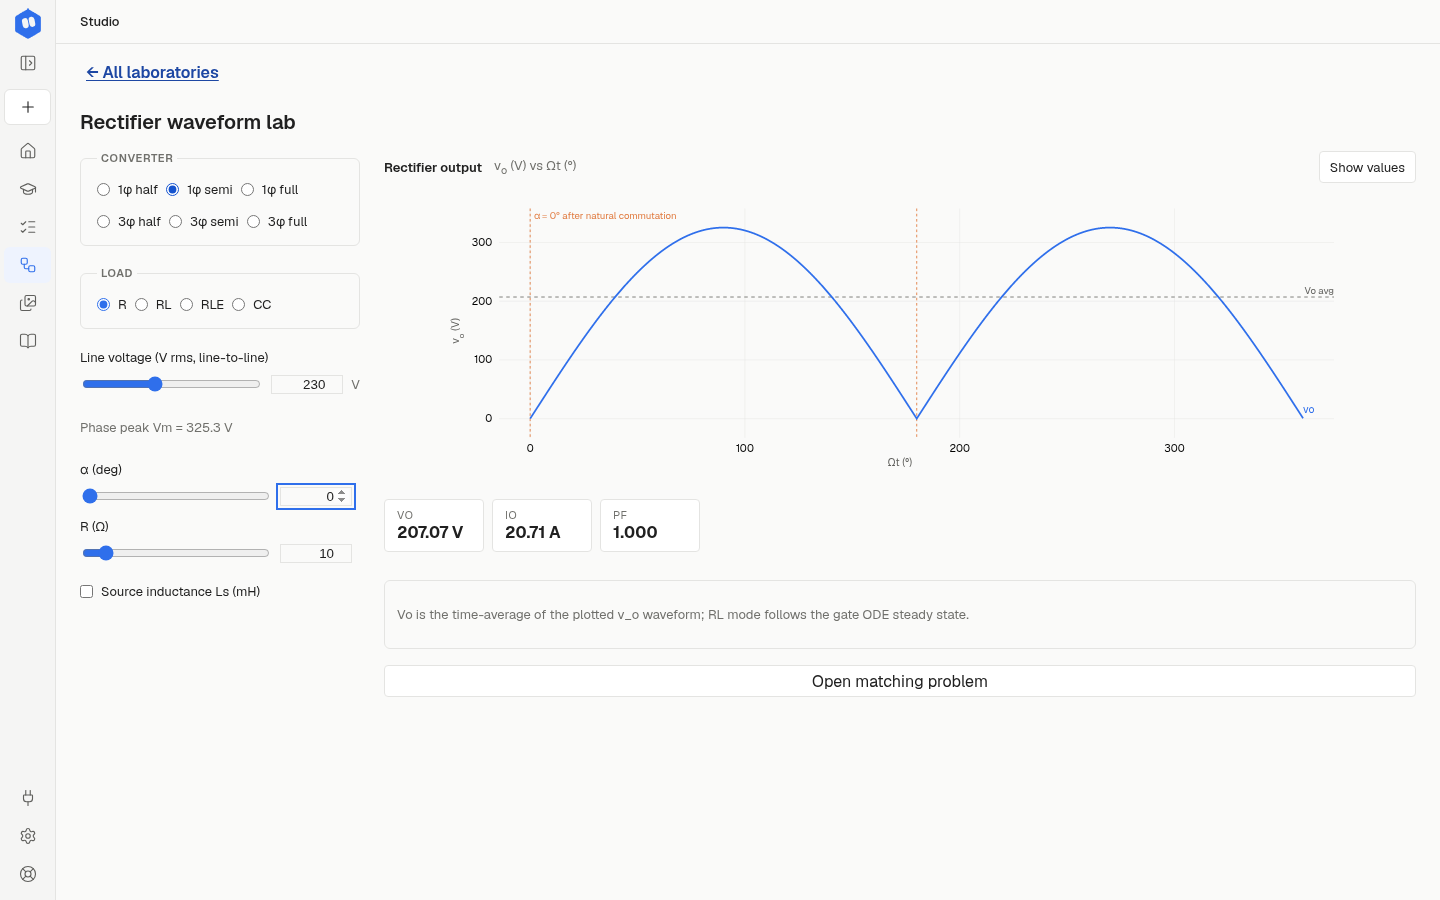 Studio
← All laboratories
Rectifier waveform lab
CONVERTER
1φ half 1φ semi 1φ full
3φ half 3φ semi 3φ full
LOAD
R RL RLE CC
Line voltage (V rms, line-to-line)
230 V
Phase peak Vm = 325.3 V
α (deg)
0
R (Ω)
10
Source inductance Ls (mH)
Rectifier output vo (V) vs Ωt (°)
Show values
α = 0° after natural commutation
300
200
100
0
vo (V)
Vo avg
vo
0 100 200 300
Ωt (°)
VO
207.07 V
IO
20.71 A
PF
1.000
Vo is the time-average of the plotted v_o waveform; RL mode follows the gate ODE steady state.
Open matching problem